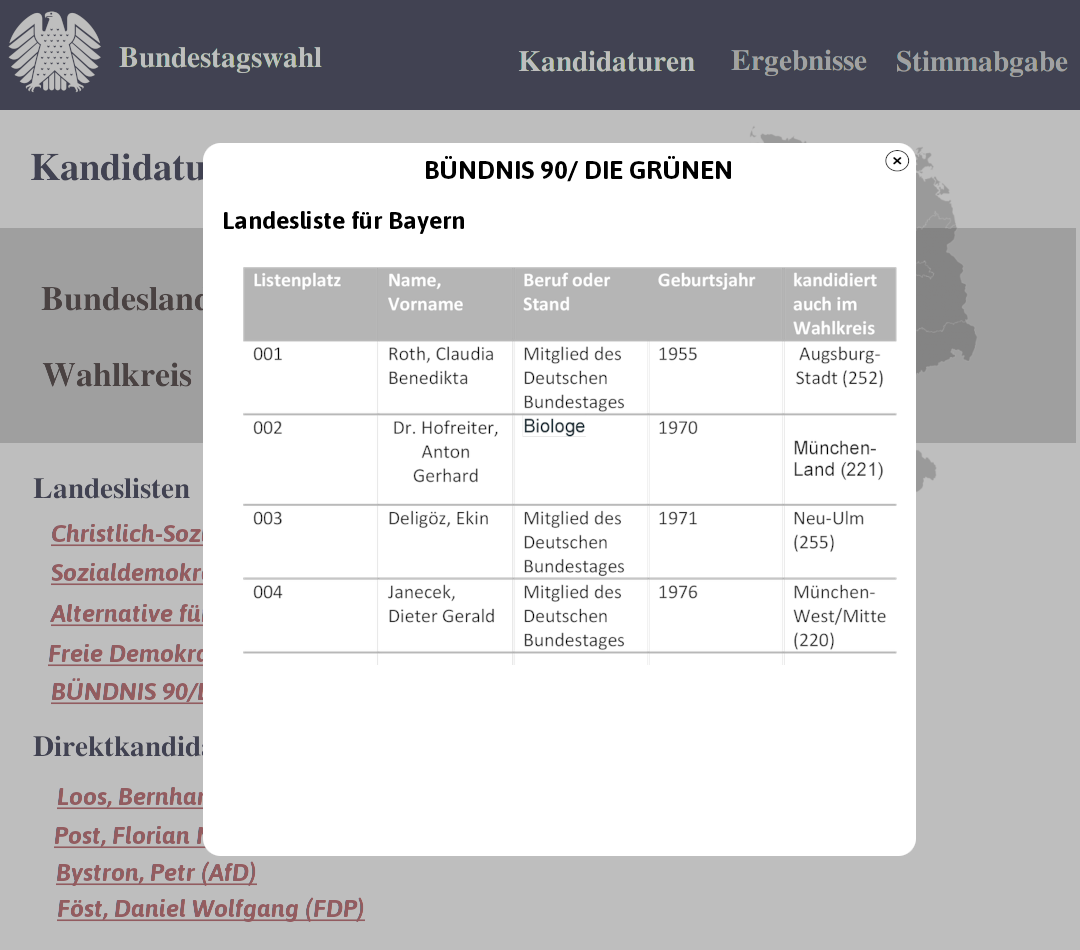 Bundestagswahl
Kandidaturen
Ergebnisse
Stimmabgabe
BÜNDNIS 90/ DIE GRÜNEN
Landesliste für Bayern
Listenplatz
Name,
Vorname
Beruf oder
Stand
Geburtsjahr
kandidiert
auch im
Wahlkreis
001
Roth, Claudia
Benedikta
Mitglied des
Deutschen
Bundestages
1955
Augsburg-
Stadt (252)
002
Dr. Hofreiter,
Anton
Gerhard
Biologe
1970
München-
Land (221)
003
Deligöz, Ekin
Mitglied des
Deutschen
Bundestages
1971
Neu-Ulm
(255)
004
Janecek,
Dieter Gerald
Mitglied des
Deutschen
Bundestages
1976
München-
West/Mitte
(220)
Kandidatu
Bundesland
Wahlkreis
Landeslisten
Christlich-Sozi
Sozialdemokr
Alternative fü
Freie Demokra
BÜNDNIS 90/
Direktkandida
Loos, Bernhar
Post, Florian
Bystron, Petr (AfD)
Föst, Daniel Wolfgang (FDP)